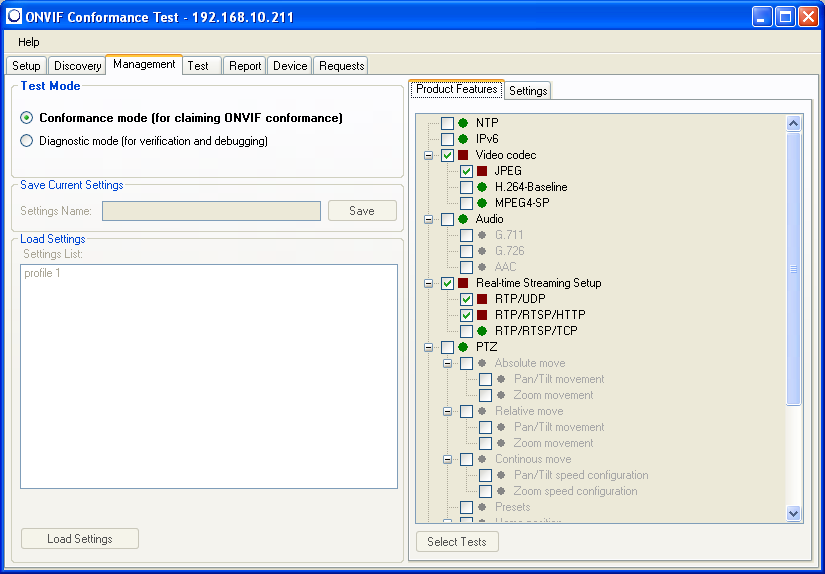 ONVIF Conformance Test - 192.168.10.211
Help
Setup Discovery Management Test Report Device Requests
Test Mode
Conformance mode (for claiming ONVIF conformance)
Diagnostic mode (for verification and debugging)
Save Current Settings
Settings Name: Save
Load Settings
Settings List:
profile 1
Load Settings
Product Features Settings
NTP
IPv6
Video codec
JPEG
H.264-Baseline
MPEG4-SP
Audio
G.711
G.726
AAC
Real-time Streaming Setup
RTP/UDP
RTP/RTSP/HTTP
RTP/RTSP/TCP
PTZ
Absolute move
Pan/Tilt movement
Zoom movement
Relative move
Pan/Tilt movement
Zoom movement
Continous move
Pan/Tilt speed configuration
Zoom speed configuration
Presets
Home position
Select Tests